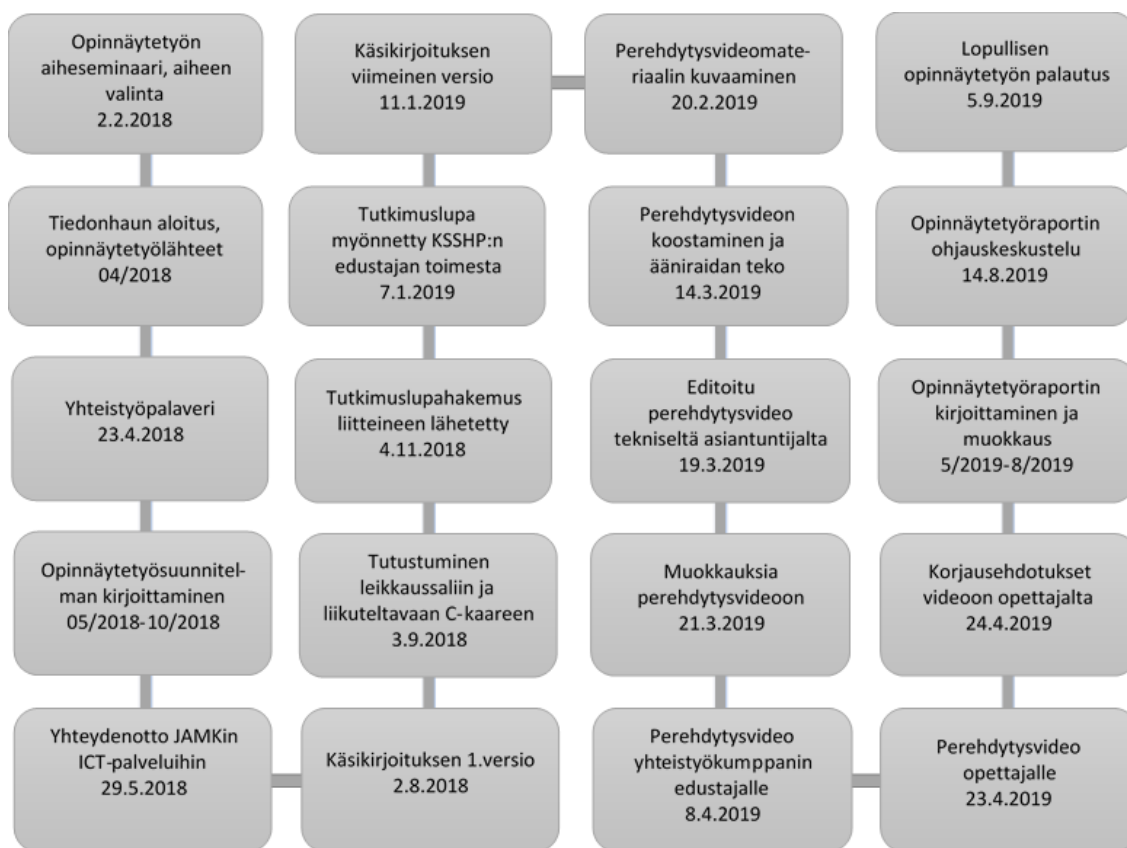 Opinnäytetyön
aiheseminaari, aiheen
valinta
2.2.2018
Tiedonhaun aloitus,
opinnäytetyölähteet
04/2018
Yhteistyöpalaveri
23.4.2018
Opinnäytetyösuunnitel-
man kirjoittaminen
05/2018-10/2018
Yhteydenotto JAMKin
ICT-palveluihin
29.5.2018
Käsikirjoituksen 1.versio
2.8.2018
Tutustuminen
leikkaussaliin ja
liikuteltavaan C-kaareen
3.9.2018
Tutkimuslupahakemus
liitteineen lähetetty
4.11.2018
Tutkimuslupa
myönnetty KSSHP:n
edustajan toimesta
7.1.2019
Käsikirjoituksen
viimeinen versio
11.1.2019
Perehdytysvideomate-
riaalin kuvaaminen
20.2.2019
Perehdytysvideon
koostaminen ja
ääniraidan teko
14.3.2019
Editoitu
perehdytysvideo
tekniseltä asiantuntijalta
19.3.2019
Muokkauksia
perehdytysvideoon
21.3.2019
Perehdytysvideo
yhteistyökumppanin
edustajalle
8.4.2019
Perehdytysvideo
opettajalle
23.4.2019
Korjausehdotukset
videoon opettajalta
24.4.2019
Opinnäytetyöraportin
kirjoittaminen ja
muokkaus
5/2019-8/2019
Opinnäytetyöraportin
ohjauskeskustelu
14.8.2019
Lopullisen
opinnäytetyön palautus
5.9.2019